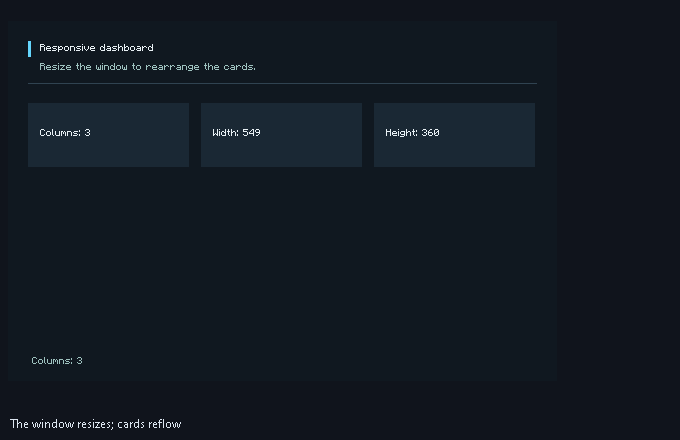 Responsive dashboard
Resize the window to rearrange the cards.
Columns: 3
Width: 549
Height: 360
Columns: 3
The window resizes; cards reflow